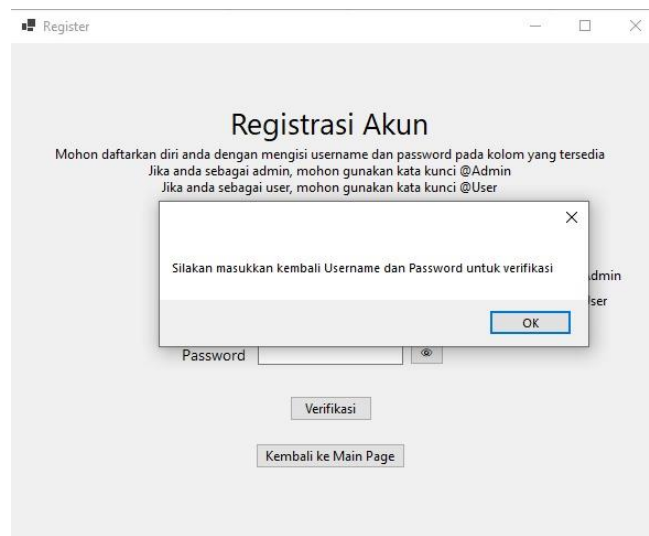 Register
Registrasi Akun
Mohon daftarkan diri anda dengan mengisi username dan password pada kolom yang tersedia
Jika anda sebagai admin, mohon gunakan kata kunci @Admin
Jika anda sebagai user, mohon gunakan kata kunci @User
Silakan masukkan kembali Username dan Password untuk verifikasi
OK
Password
Verifikasi
Kembali ke Main Page